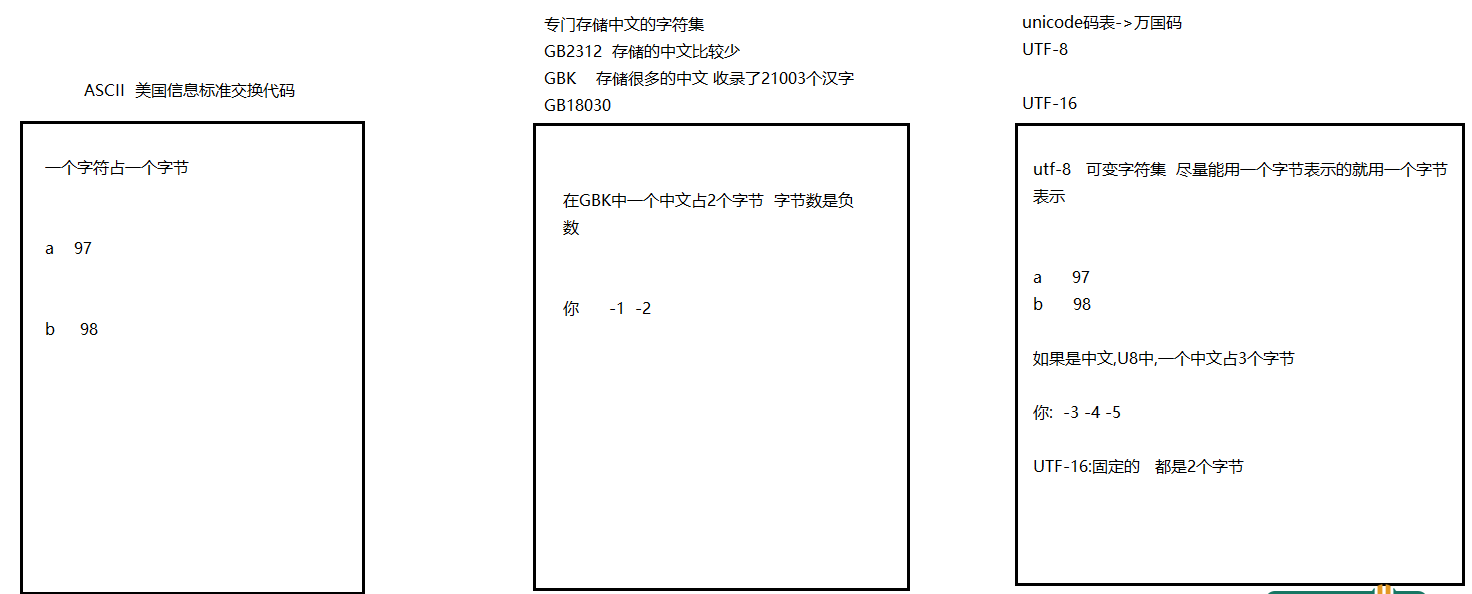 ASCII 美国信息标准交换代码
一个字符占一个字节
a 97
b 98
专门存储中文的字符集
GB2312 存储的中文比较少
GBK 存储很多的中文 收录了21003个汉字
GB18030
在GBK中一个中文占2个字节 字节数是负
数
你 -1 -2
unicode码表->万国码
UTF-8
UTF-16
utf-8 可变字符集 尽量能用一个字节表示的就用一个字节
表示
a 97
b 98
如果是中文,U8中,一个中文占3个字节
你: -3 -4 -5
UTF-16:固定的 都是2个字节